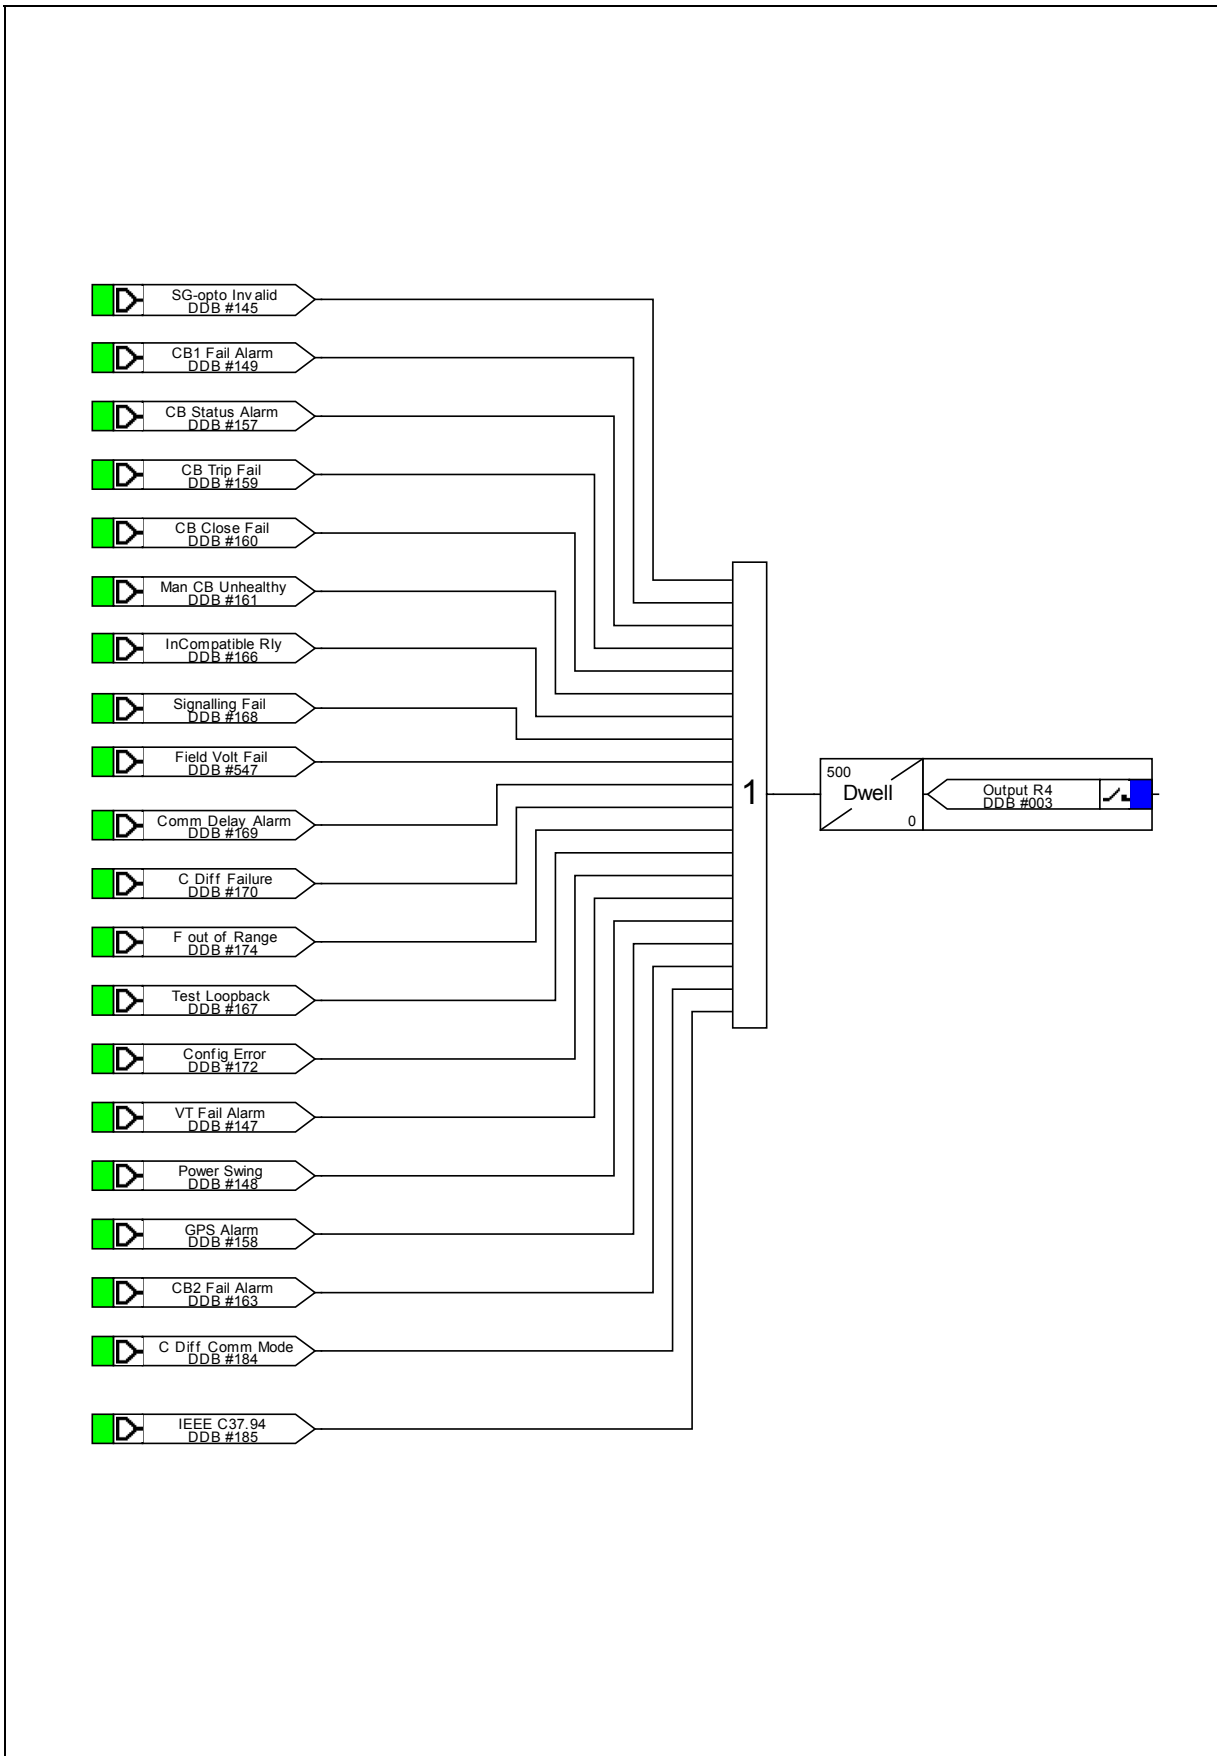 SG-opto Invalid
DDB #145
CB1 Fail Alarm
DDB #149
CB Status Alarm
DDB #157
CB Trip Fail
DDB #159
CB Close Fail
DDB #160
Man CB Unhealthy
DDB #161
InCompatible Rly
DDB #166
Signalling Fail
DDB #168
Field Volt Fail
DDB #547
Comm Delay Alarm
DDB #169
C Diff Failure
DDB #170
F out of Range
DDB #174
Test Loopback
DDB #167
Config Error
DDB #172
VT Fail Alarm
DDB #147
Power Swing
DDB #148
GPS Alarm
DDB #158
CB2 Fail Alarm
DDB #163
C Diff Comm Mode
DDB #184
IEEE C37.94
DDB #185
1
500
Dwell
0
Output R4
DDB #003